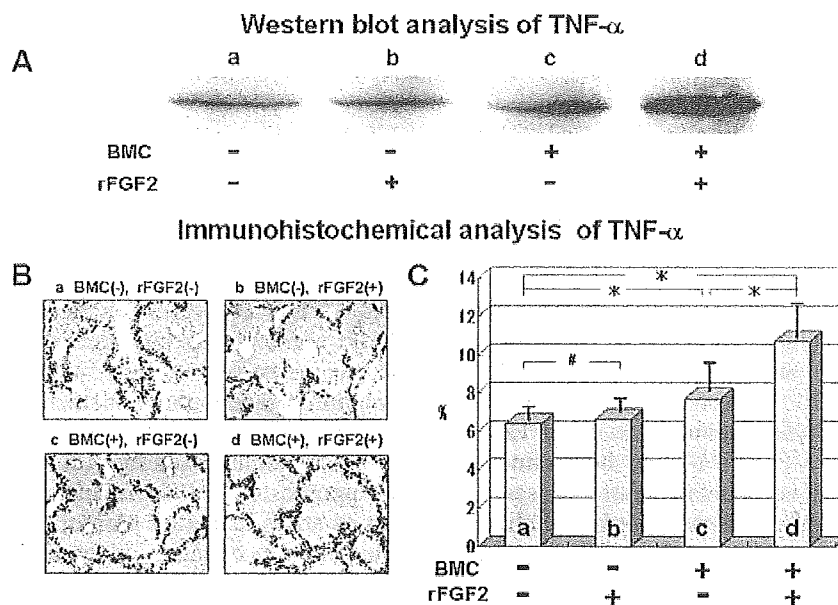 Western blot analysis of TNF-α
A
a b c d
BMC - - + +
rFGF2 - + - +
Immunohistochemical analysis of TNF-α
B
a BMC(-), rFGF2(-) b BMC(-), rFGF2(+)
c BMC(+), rFGF2(-) d BMC(+), rFGF2(+)
C
14
12
10
8
6
4
2
0
%
*
* *
#
a b c d
BMC - - + +
rFGF2 - + - +